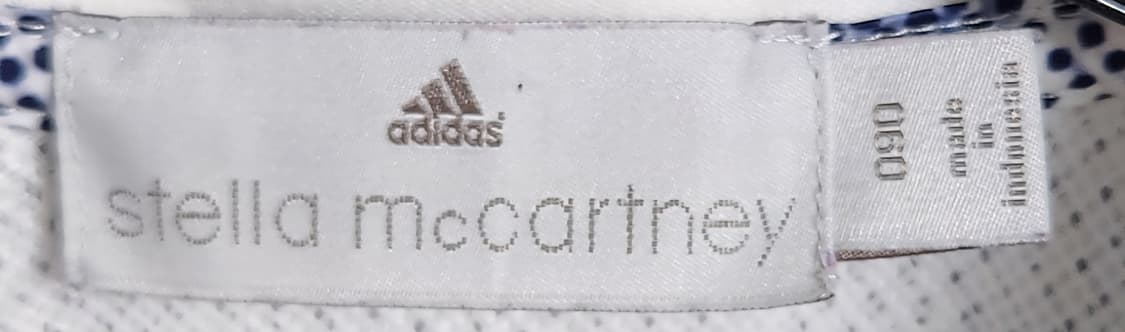 adidas
stella mccartney
090
made
in
indonesia